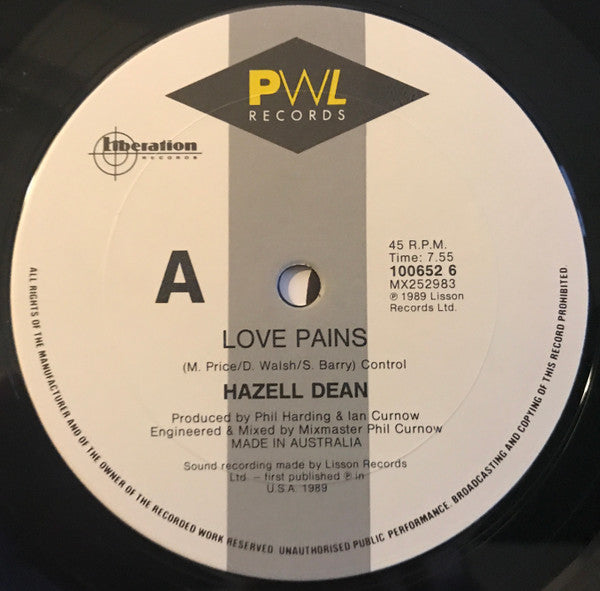 PWL
RECORDS
Liberation
RECORDS
A
45 R.P.M.
Time: 7.55
100652 6
MX252983
℗ 1989 Lisson
Records Ltd.
LOVE PAINS
(M. Price/D. Walsh/S. Barry) Control
HAZELL DEAN
Produced by Phil Harding & Ian Curnow
Engineered & Mixed by Mixmaster Phil Curnow
MADE IN AUSTRALIA
Sound recording made by Lisson Records
Ltd. – first published ℗ in
U.S.A. 1989
ALL RIGHTS OF THE MANUFACTURER AND OF THE OWNER OF THE RECORDED WORK RESERVED. UNAUTHORISED PUBLIC PERFORMANCE. BROADCASTING AND COPYING OF THIS RECORD PROHIBITED.